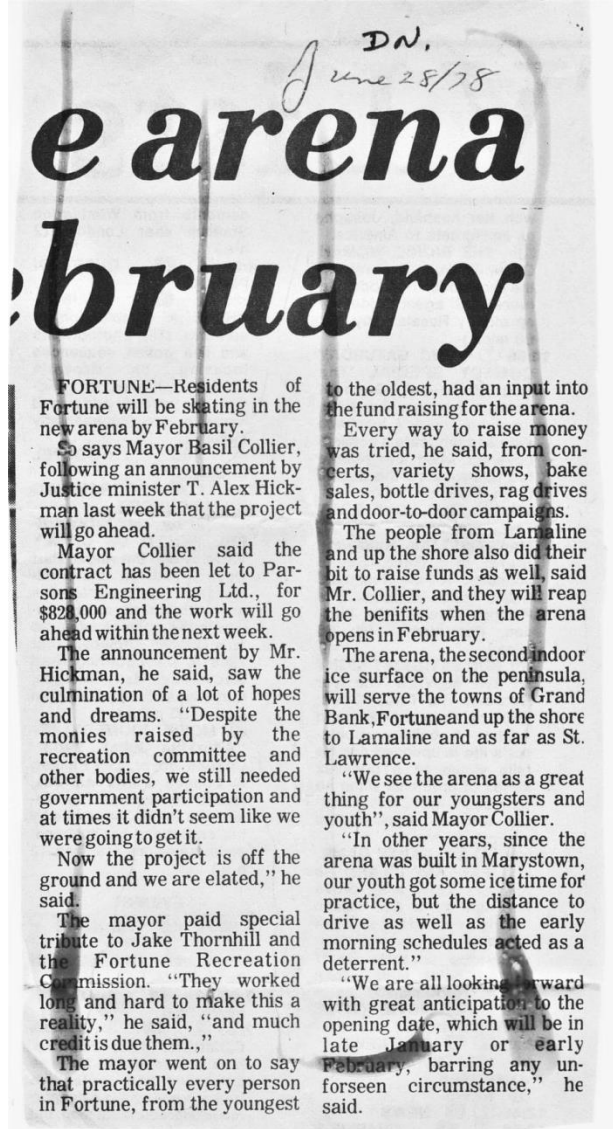 DN.
June 28/78
e arena
ebruary
FORTUNE—Residents of
Fortune will be skating in the
new arena by February.
So says Mayor Basil Collier,
following an announcement by
Justice minister T. Alex Hick-
man last week that the project
will go ahead.
Mayor Collier said the
contract has been let to Par-
sons Engineering Ltd., for
$828,000 and the work will go
ahead within the next week.
The announcement by Mr.
Hickman, he said, saw the
culmination of a lot of hopes
and dreams. "Despite the
monies raised by the
recreation committee and
other bodies, we still needed
government participation and
at times it didn't seem like we
were going to get it.
Now the project is off the
ground and we are elated," he
said.
The mayor paid special
tribute to Jake Thornhill and
the Fortune Recreation
Commission. "They worked
long and hard to make this a
reality," he said, "and much
credit is due them.,"
The mayor went on to say
that practically every person
in Fortune, from the youngest
to the oldest, had an input into
the fund raising for the arena.
Every way to raise money
was tried, he said, from con-
certs, variety shows, bake
sales, bottle drives, rag drives
and door-to-door campaigns.
The people from Lamaline
and up the shore also did their
bit to raise funds as well, said
Mr. Collier, and they will reap
the benifits when the arena
opens in February.
The arena, the second indoor
ice surface on the peninsula,
will serve the towns of Grand
Bank, Fortune and up the shore
to Lamaline and as far as St.
Lawrence.
"We see the arena as a great
thing for our youngsters and
youth", said Mayor Collier.
"In other years, since the
arena was built in Marystown,
our youth got some ice time for
practice, but the distance to
drive as well as the early
morning schedules acted as a
deterrent."
"We are all looking forward
with great anticipation to the
opening date, which will be in
late January or early
February, barring any un-
forseen circumstance," he
said.